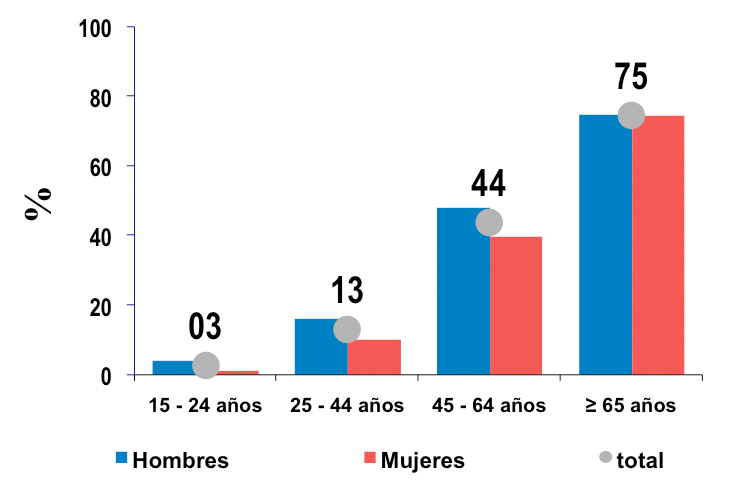 100
80
60
40
20
0
%
03
13
44
75
15 - 24 años
25 - 44 años
45 - 64 años
≥ 65 años
Hombres
Mujeres
total